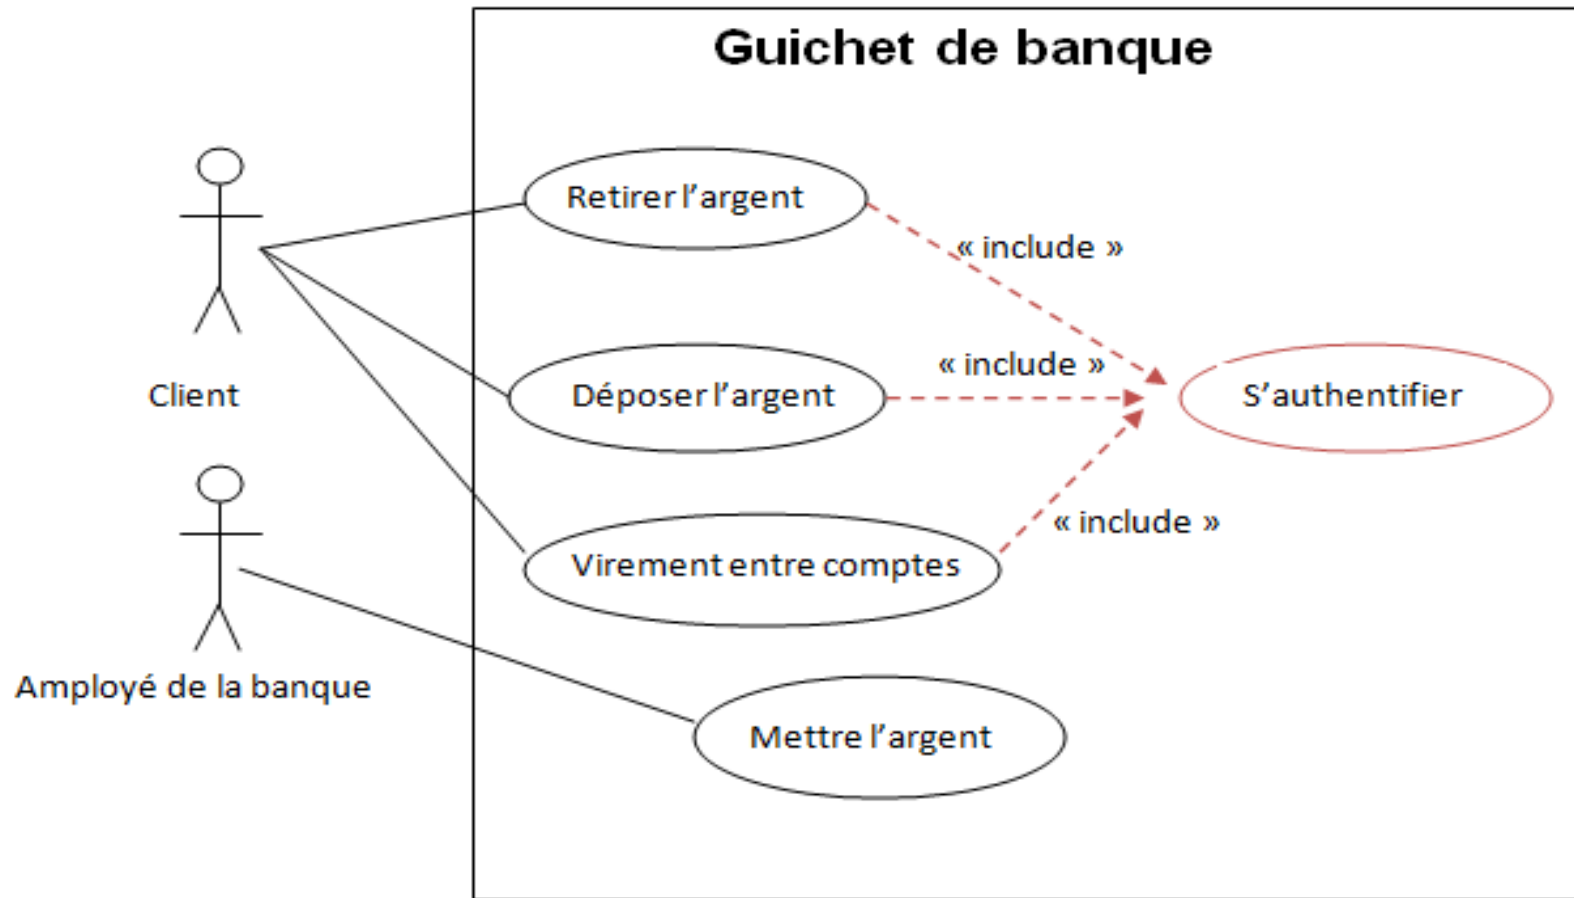 Guichet de banque
Retirer l’argent
« include »
« include »
Client
Déposer l’argent
S’authentifier
« include »
Virement entre comptes
Amployé de la banque
Mettre l’argent